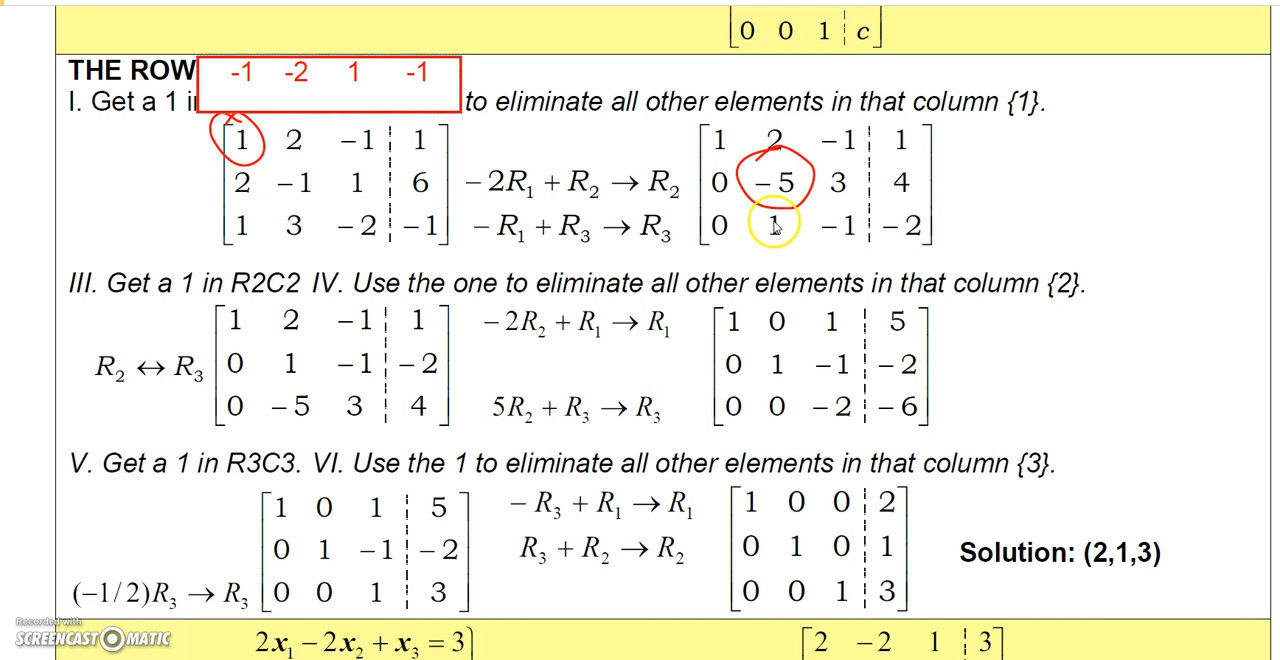 0 0 1 c
THE ROW -1 -2 1 -1
I. Get a 1 i to eliminate all other elements in that column {1}.
1 2 −1 1 1 2 −1 1
2 −1 1 6 −2R₁ + R₂ → R₂ 0 −5 3 4
1 3 −2 −1 − R₁ + R₃ → R₃ 0 1 −1 −2
III. Get a 1 in R2C2 IV. Use the one to eliminate all other elements in that column {2}.
1 2 −1 1 −2R₂ + R₁ → R₁ 1 0 1 5
R₂ ↔ R₃ 0 1 −1 −2 0 1 −1 −2
0 −5 3 4 5R₂ + R₃ → R₃ 0 0 −2 −6
V. Get a 1 in R3C3. VI. Use the 1 to eliminate all other elements in that column {3}.
1 0 1 5 − R₃ + R₁ → R₁ 1 0 0 2
0 1 −1 −2 R₃ + R₂ → R₂ 0 1 0 1 Solution: (2,1,3)
(−1/2)R₃ → R₃ 0 0 1 3 0 0 1 3
Recorded with
SCREENCAST-O-MATIC
2x₁ − 2x₂ + x₃ = 3 2 −2 1 3